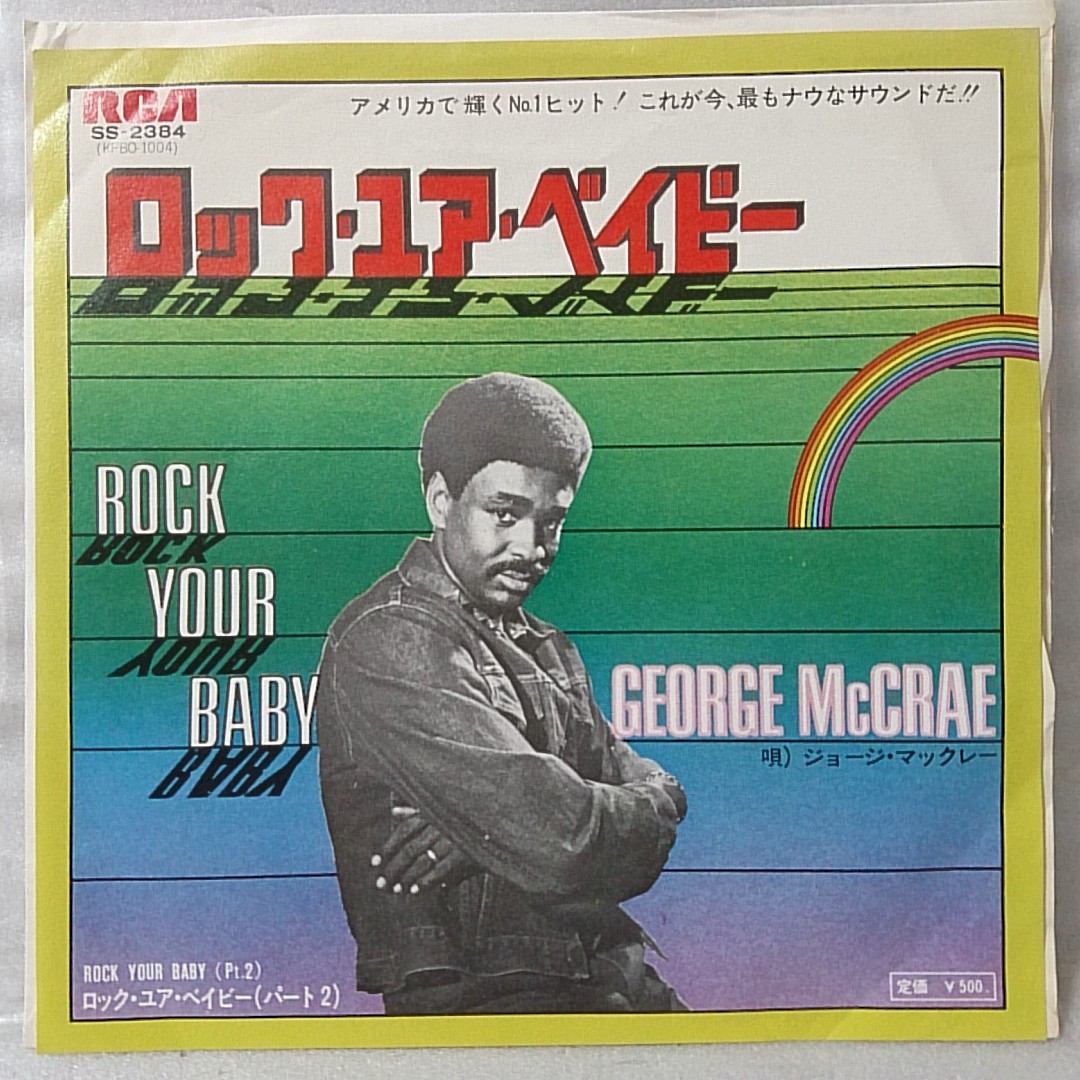 RCA
SS-2384
(KPBO-1004)
アメリカで輝くNo.1ヒット! これが今、最もナウなサウンドだ!!
ロック・ユア・ベイビー
ROCK
YOUR
BABY
GEORGE McCRAE
唄) ジョージ・マックレー
ROCK YOUR BABY (Pt.2)
ロック・ユア・ベイビー(パート2)
定価 ¥500.